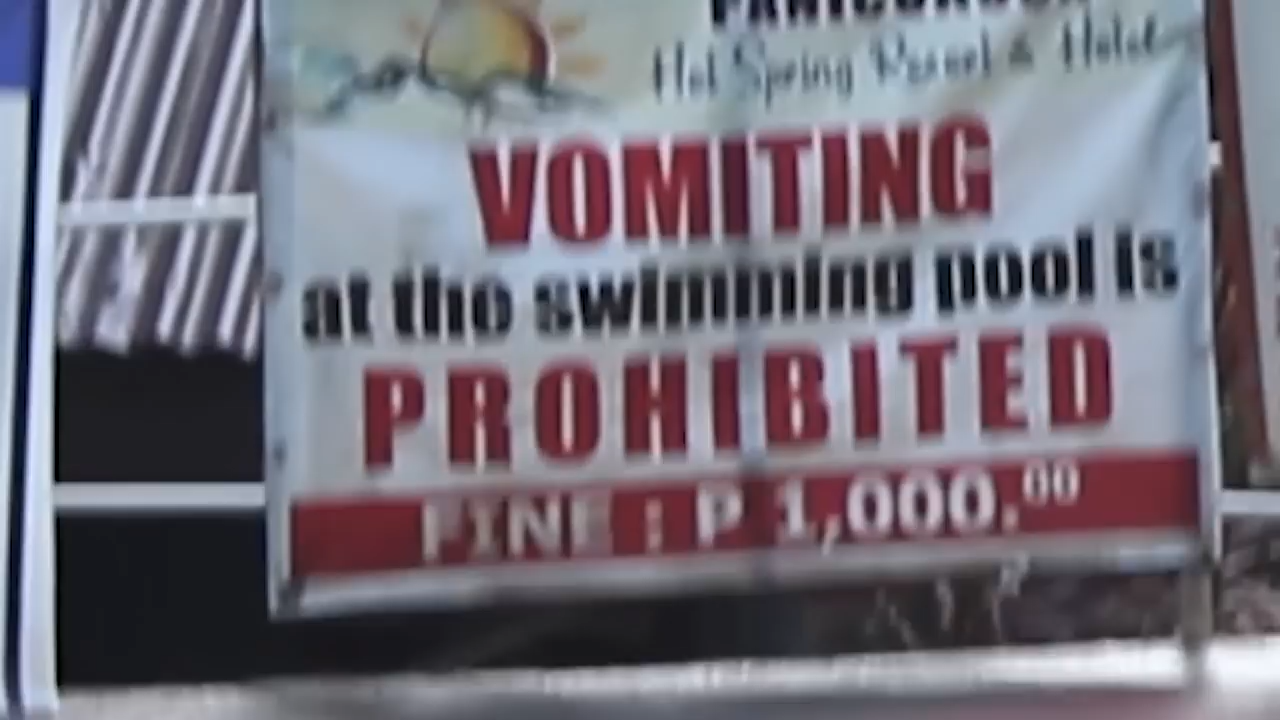 Hot Spring Resort & Hotel
VOMITING
at the swimming pool is
PROHIBITED
FINE : P 1,000.00